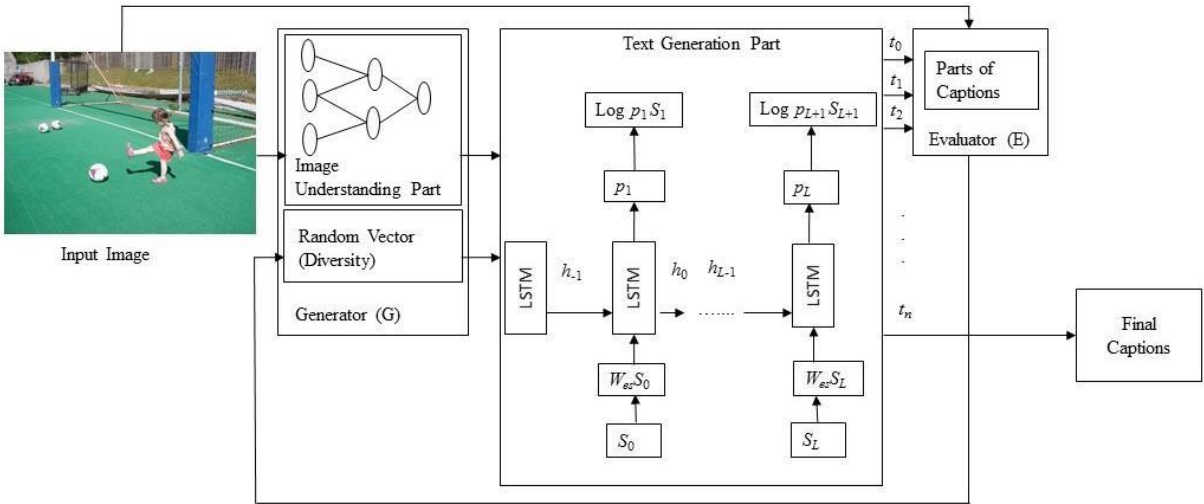 Text Generation Part
t0
t1
t2
Parts of
Captions
Evaluator (E)
Log p1S1
Log pL+1SL+1
Image
Understanding Part
p1
pL
Input Image
Random Vector
(Diversity)
Generator (G)
LSTM
h-1
LSTM
h0
hL-1
.......
LSTM
.
.
.
tn
Final
Captions
WesS0
WesSL
S0
SL